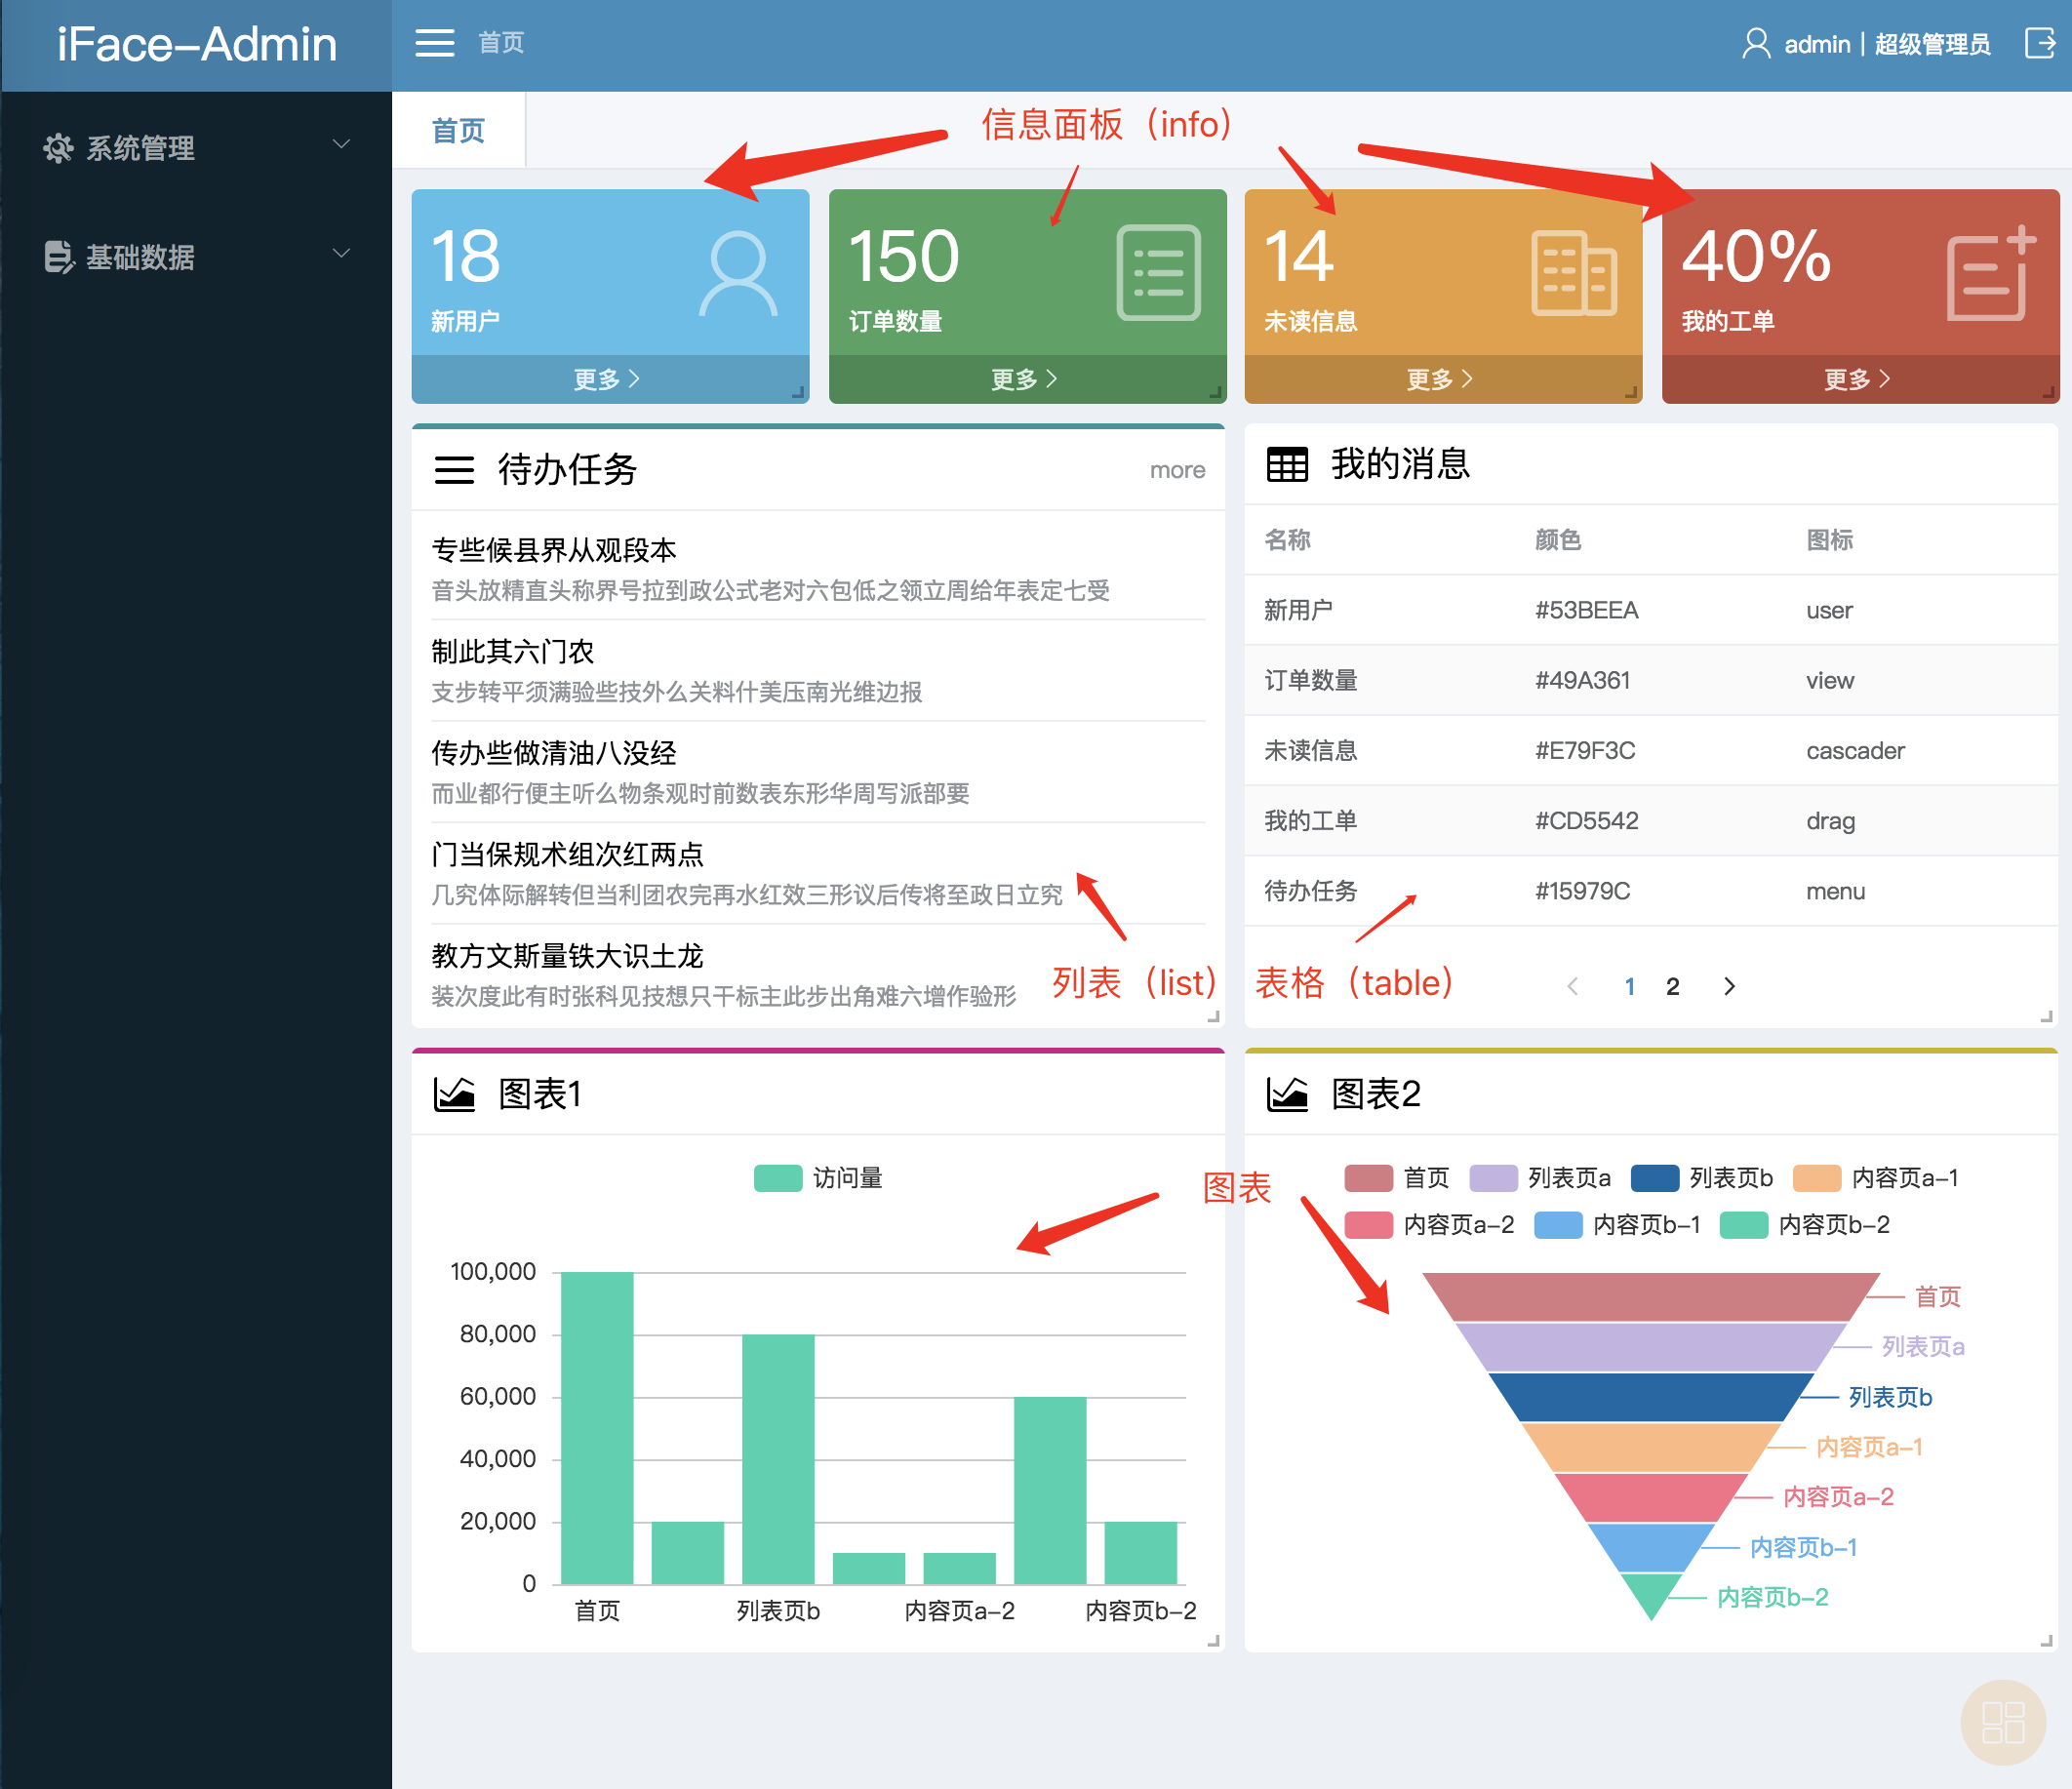 iFace-Admin
首页
admin | 超级管理员
系统管理
基础数据
首页
信息面板（info）
18
新用户
更多
150
订单数量
更多
14
未读信息
更多
40%
我的工单
更多
待办任务
more
专些候县界从观段本
音头放精直头称界号拉到政公式老对六包低之领立周给年表定七受
制此其六门农
支步转平须满验些技外么关料什美压南光维边报
传办些做清油八没经
而业都行便主听么物条观时前数表东形华周写派部要
门当保规术组次红两点
几究体际解转但当利团农完再水红效三形议后传将至政日立究
教方文斯量铁大识土龙
装次度此有时张科见技想只干标主此步出角难六增作验形
列表（list）
我的消息
名称 颜色 图标
新用户 #53BEEA user
订单数量 #49A361 view
未读信息 #E79F3C cascader
我的工单 #CD5542 drag
待办任务 #15979C menu
表格（table）
1 2
图表1
访问量
100,000
80,000
60,000
40,000
20,000
0
首页 列表页b 内容页a-2 内容页b-2
图表
图表2
首页 列表页a 列表页b 内容页a-1
内容页a-2 内容页b-1 内容页b-2
首页
列表页a
列表页b
内容页a-1
内容页a-2
内容页b-1
内容页b-2